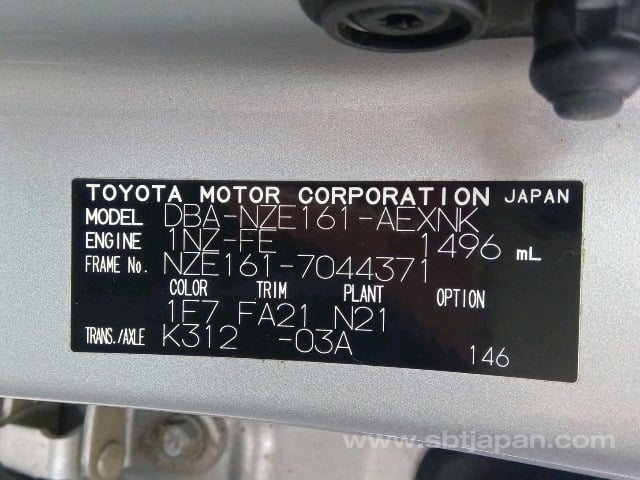 TOYOTA MOTOR CORPORATION JAPAN
MODEL DBA-NZE161-AEXNK
ENGINE 1NZ-FE 1496 mL
FRAME No. NZE161-7044371
COLOR TRIM PLANT OPTION
1F7 FA21 N21
TRANS./AXLE K312 -03A
146
www.sbtjapan.com